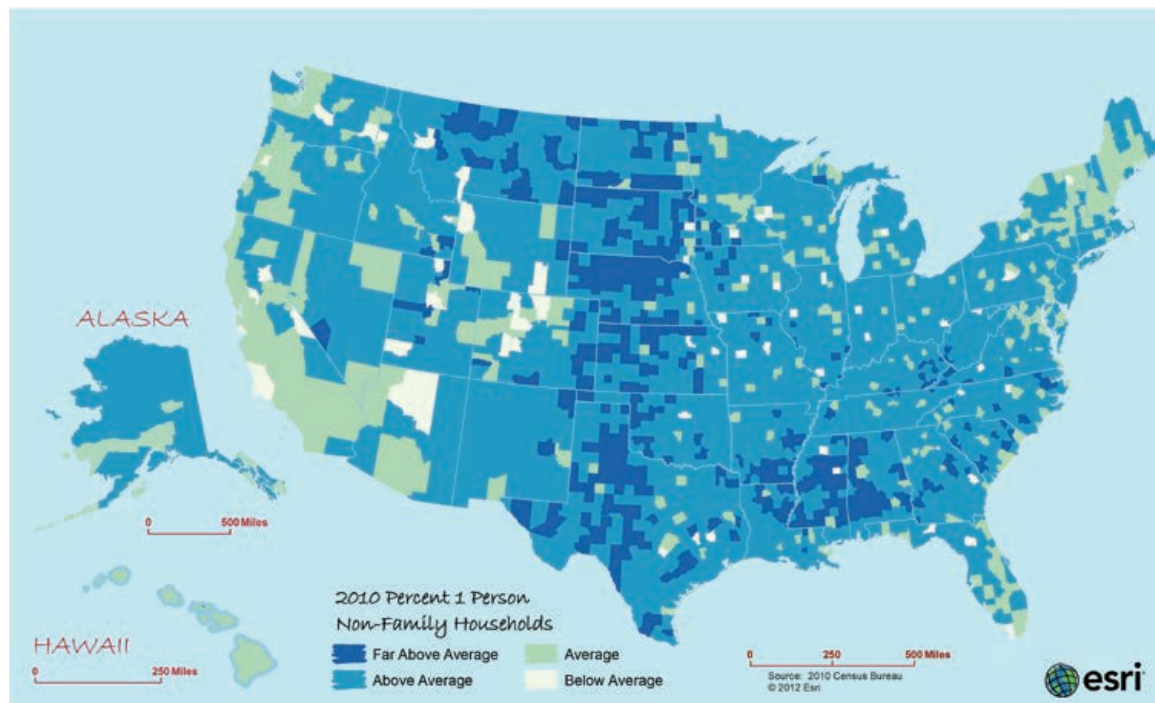 ALASKA
0 500 Miles
HAWAII
0 250 Miles
2010 Percent 1 Person
Non-Family Households
Far Above Average
Average
Above Average
Below Average
0 250 500 Miles
Source: 2010 Census Bureau
© 2012 Esri
esri